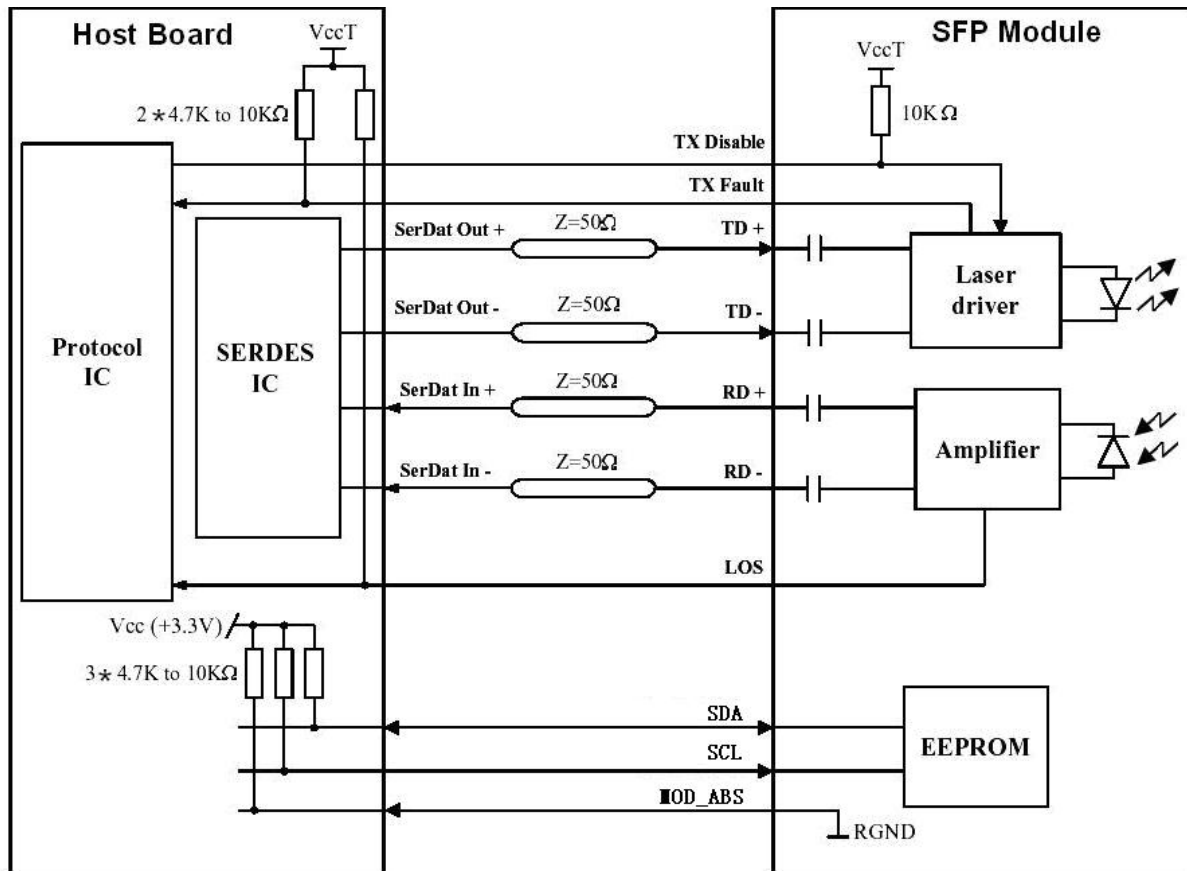 Host Board
SFP Module
VccT
VccT
2 * 4.7K to 10KΩ
10KΩ
TX Disable
TX Fault
SerDat Out +
Z=50Ω
TD +
Laser
driver
SerDat Out -
Z=50Ω
TD -
Protocol
IC
SERDES
IC
SerDat In +
Z=50Ω
RD +
Amplifier
SerDat In -
Z=50Ω
RD -
LOS
Vcc (+3.3V)
3 * 4.7K to 10KΩ
SDA
EEPROM
SCL
MOD_ABS
RGND